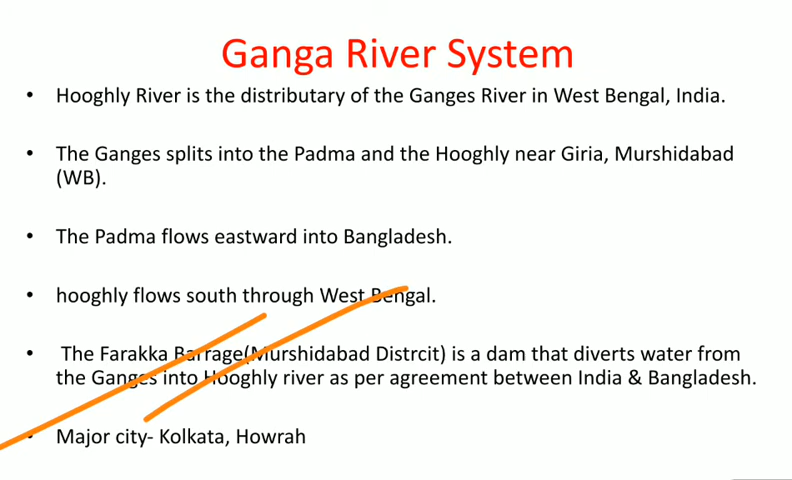 Ganga River System
• Hooghly River is the distributary of the Ganges River in West Bengal, India.
• The Ganges splits into the Padma and the Hooghly near Giria, Murshidabad
(WB).
• The Padma flows eastward into Bangladesh.
• hooghly flows south through West Bengal.
• The Farakka Barrage(Murshidabad Distrcit) is a dam that diverts water from
the Ganges into Hooghly river as per agreement between India & Bangladesh.
• Major city- Kolkata, Howrah